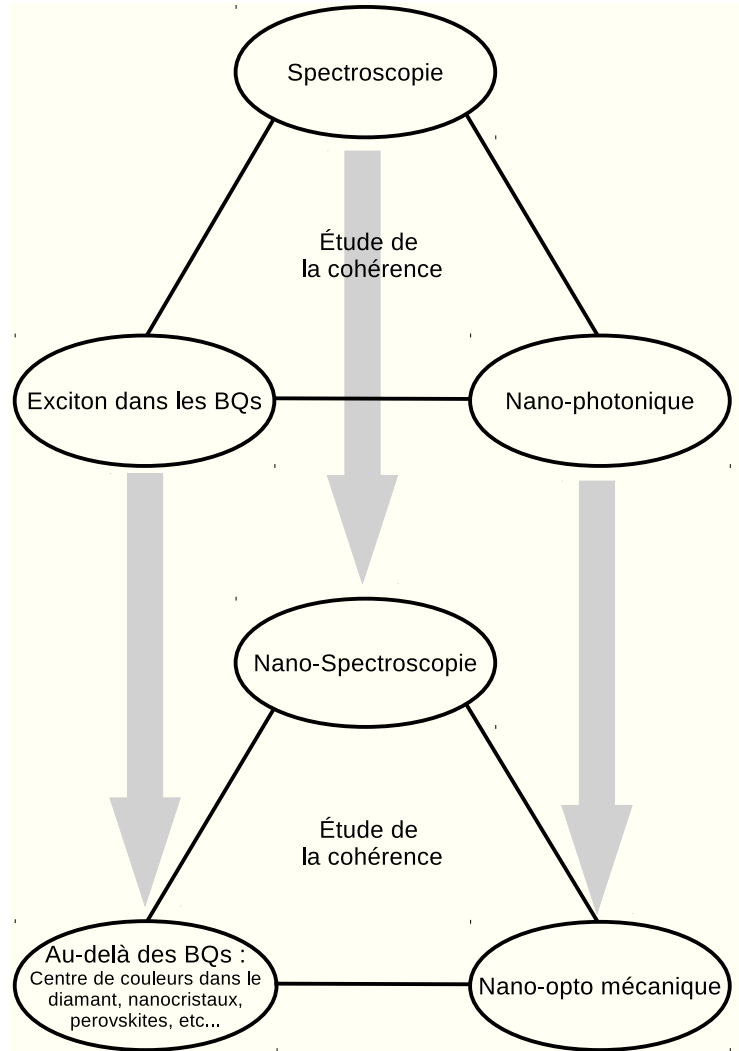 Spectroscopie
Étude de
la cohérence
Exciton dans les BQs
Nano-photonique
Nano-Spectroscopie
Étude de
la cohérence
Au-delà des BQs :
Centre de couleurs dans le
diamant, nanocristaux,
perovskites, etc...
Nano-opto mécanique